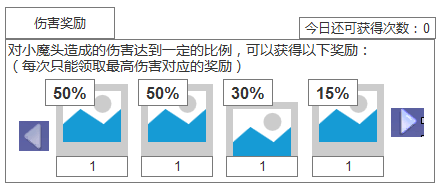 伤害奖励
今日还可获得次数：0
对小魔头造成的伤害达到一定的比例，可以获得以下奖励：
（每次只能领取最高伤害对应的奖励）
50% 50% 30% 15%
1 1 1 1